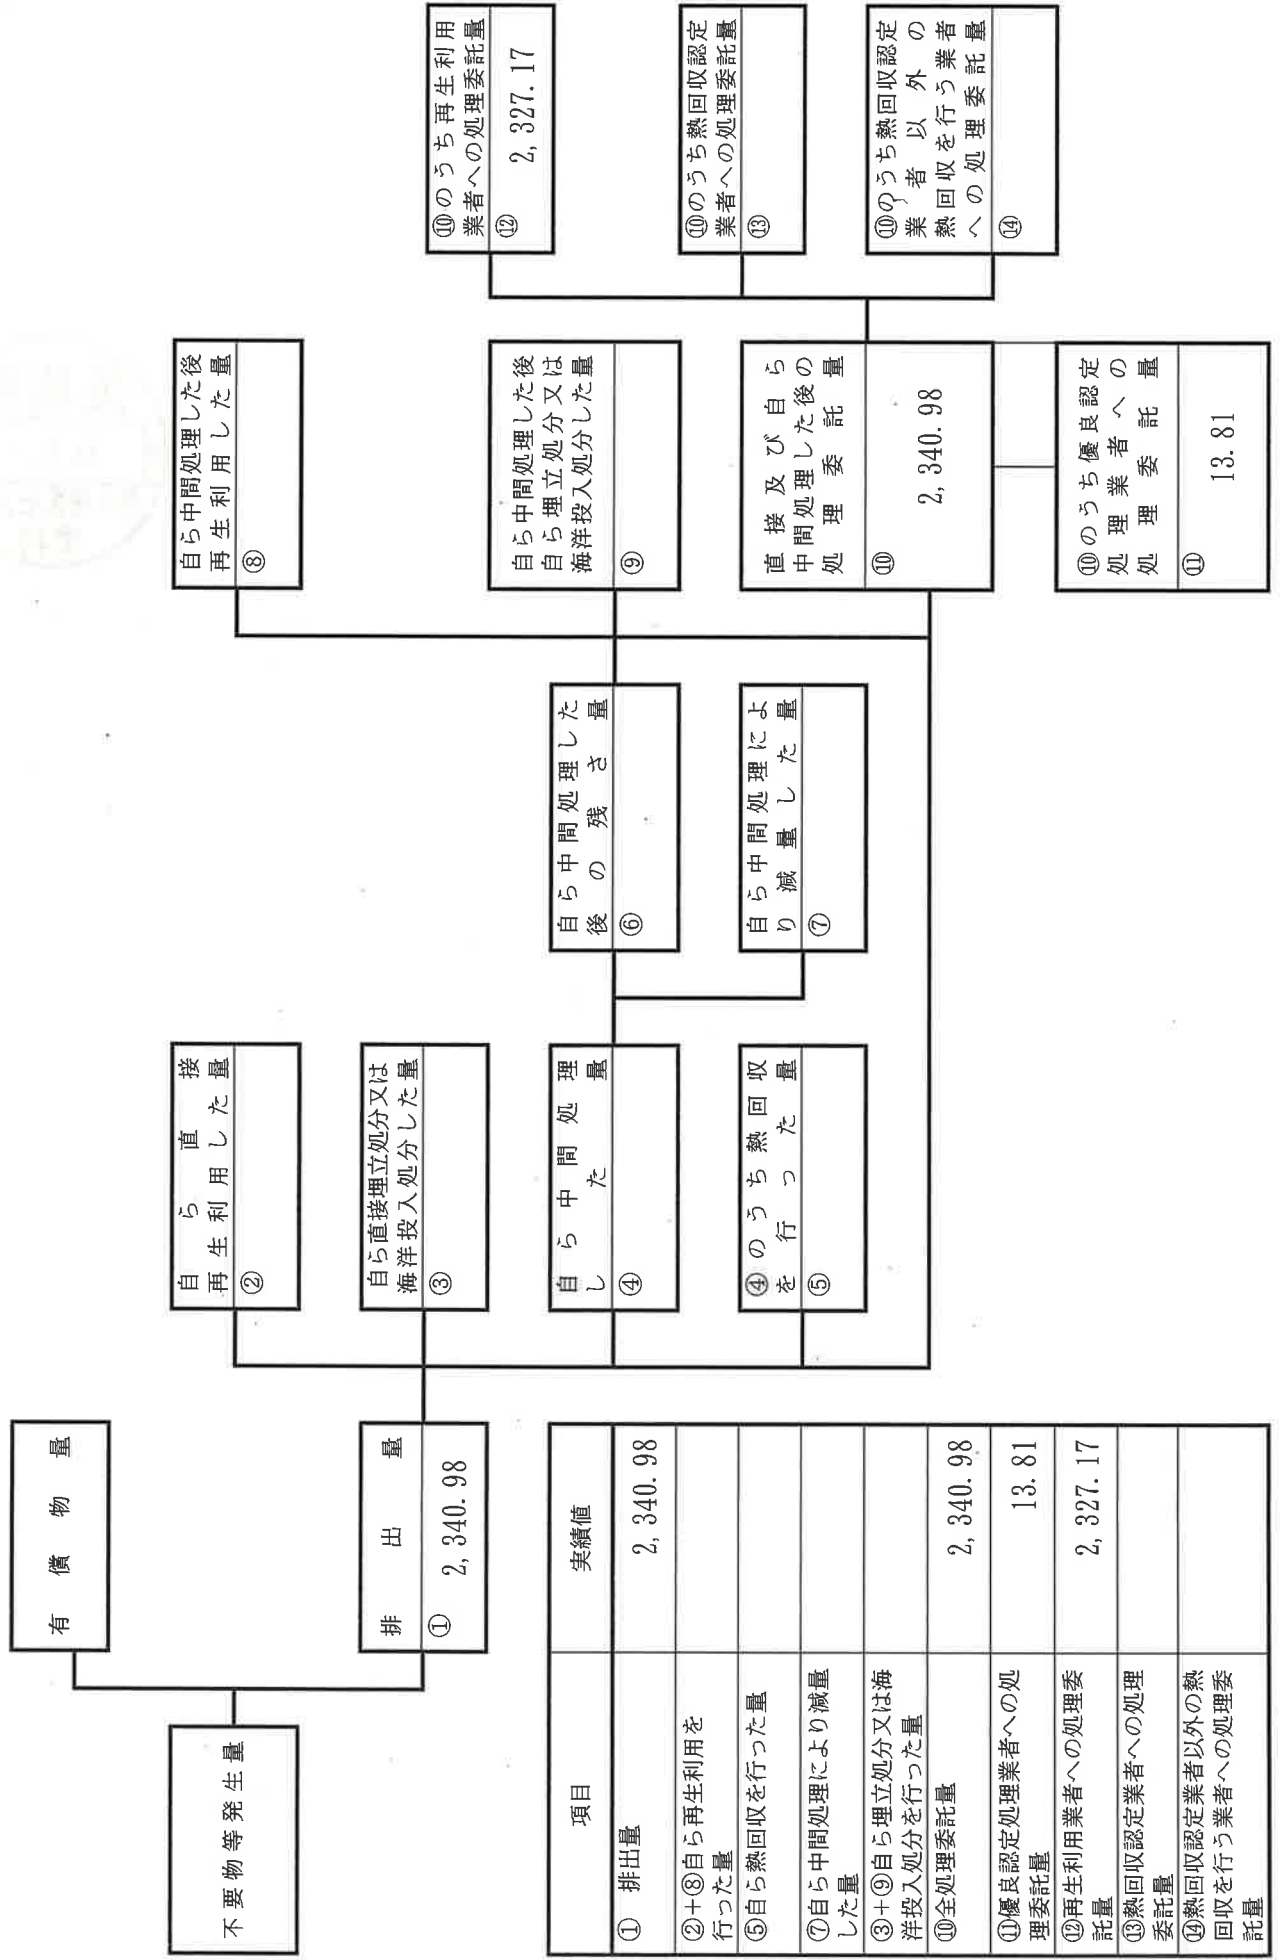 有償物量
不要物等発生量
排出量
① 2,340.98
自ら直接
再生利用した量
②
自ら直接埋立処分又は
海洋投入処分した量
③
自ら中間処理
した量
④
④のうち熱回収
を行った量
⑤
自ら中間処理した
後の残さ量
⑥
自ら中間処理によ
り減量した量
⑦
自ら中間処理した後
再生利用した量
⑧
自ら中間処理した後
自ら埋立処分又は
海洋投入処分した量
⑨
直接及び自ら
中間処理した後の
処理委託量
⑩
2,340.98
⑩のうち優良認定
処理業者への
処理委託量
⑪
13.81
⑩のうち再生利用
業者への処理委託量
⑫
2,327.17
⑩のうち熱回収認定
業者への処理委託量
⑬
⑩のうち熱回収認定
業者以外の
熱回収を行う業者
への処理委託量
⑭
項目 実績値
① 排出量 2,340.98
②+⑧自ら再生利用を
行った量
⑤自ら熱回収を行った量
⑦自ら中間処理により減量
した量
③+⑨自ら埋立処分又は海
洋投入処分を行った量
⑩全処理委託量 2,340.98
⑪優良認定処理業者への処
理委託量 13.81
⑫再生利用業者への処理委
託量 2,327.17
⑬熱回収認定業者への処理
委託量
⑭熱回収認定業者以外の熱
回収を行う業者への処理委
託量